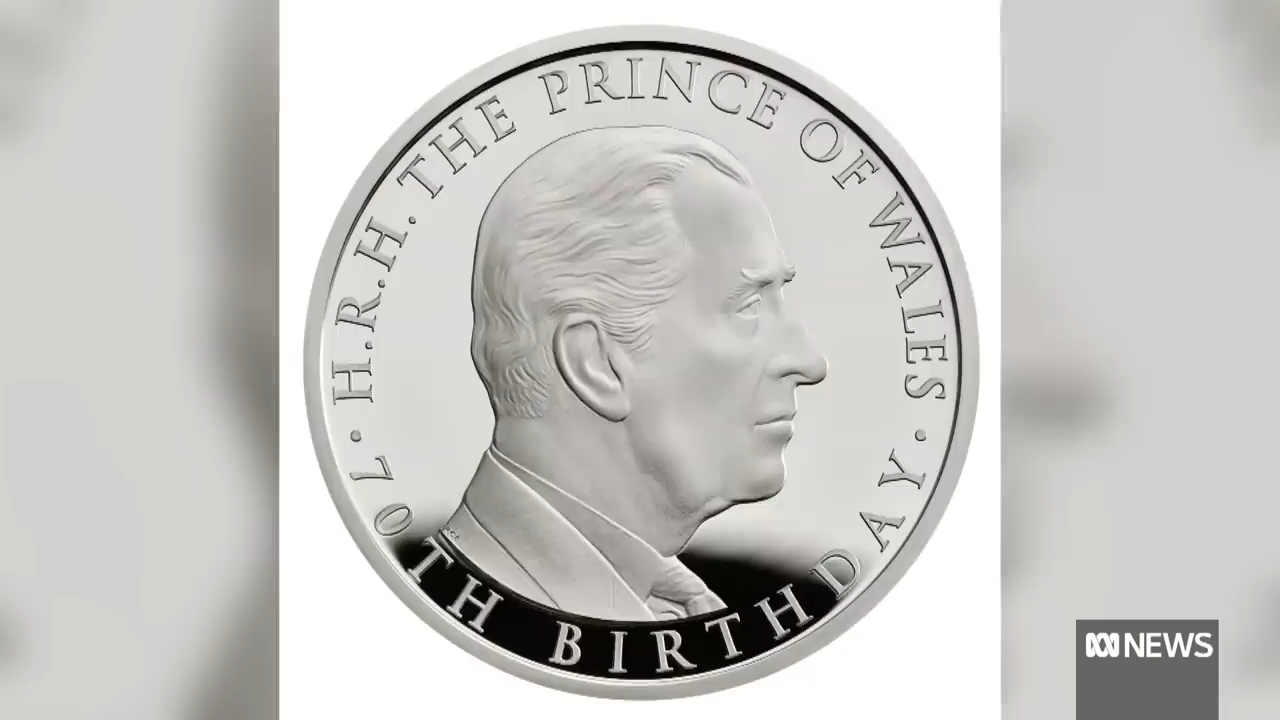 H.R.H. THE PRINCE OF WALES
· 70TH BIRTHDAY ·
NEWS